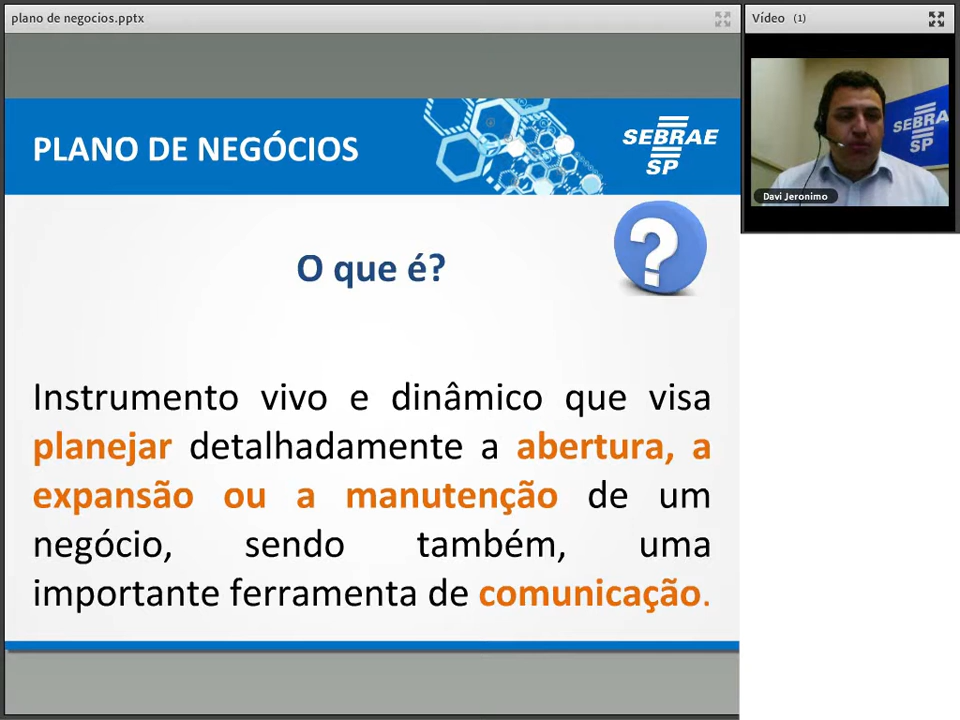 plano de negocios.pptx
Vídeo (1)
PLANO DE NEGÓCIOS
SEBRAE
SP
SEBRAE
SP
Davi Jeronimo
O que é?
?
Instrumento vivo e dinâmico que visa
planejar detalhadamente a abertura, a
expansão ou a manutenção de um
negócio, sendo também, uma
importante ferramenta de comunicação.